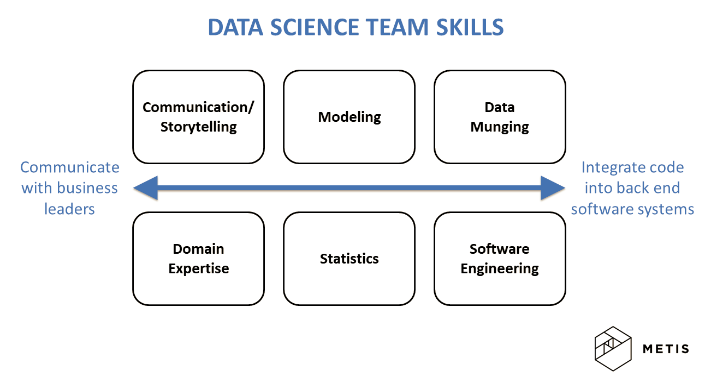 DATA SCIENCE TEAM SKILLS
Communication/
Storytelling
Modeling
Data
Munging
Communicate
with business
leaders
Integrate code
into back end
software systems
Domain
Expertise
Statistics
Software
Engineering
METIS